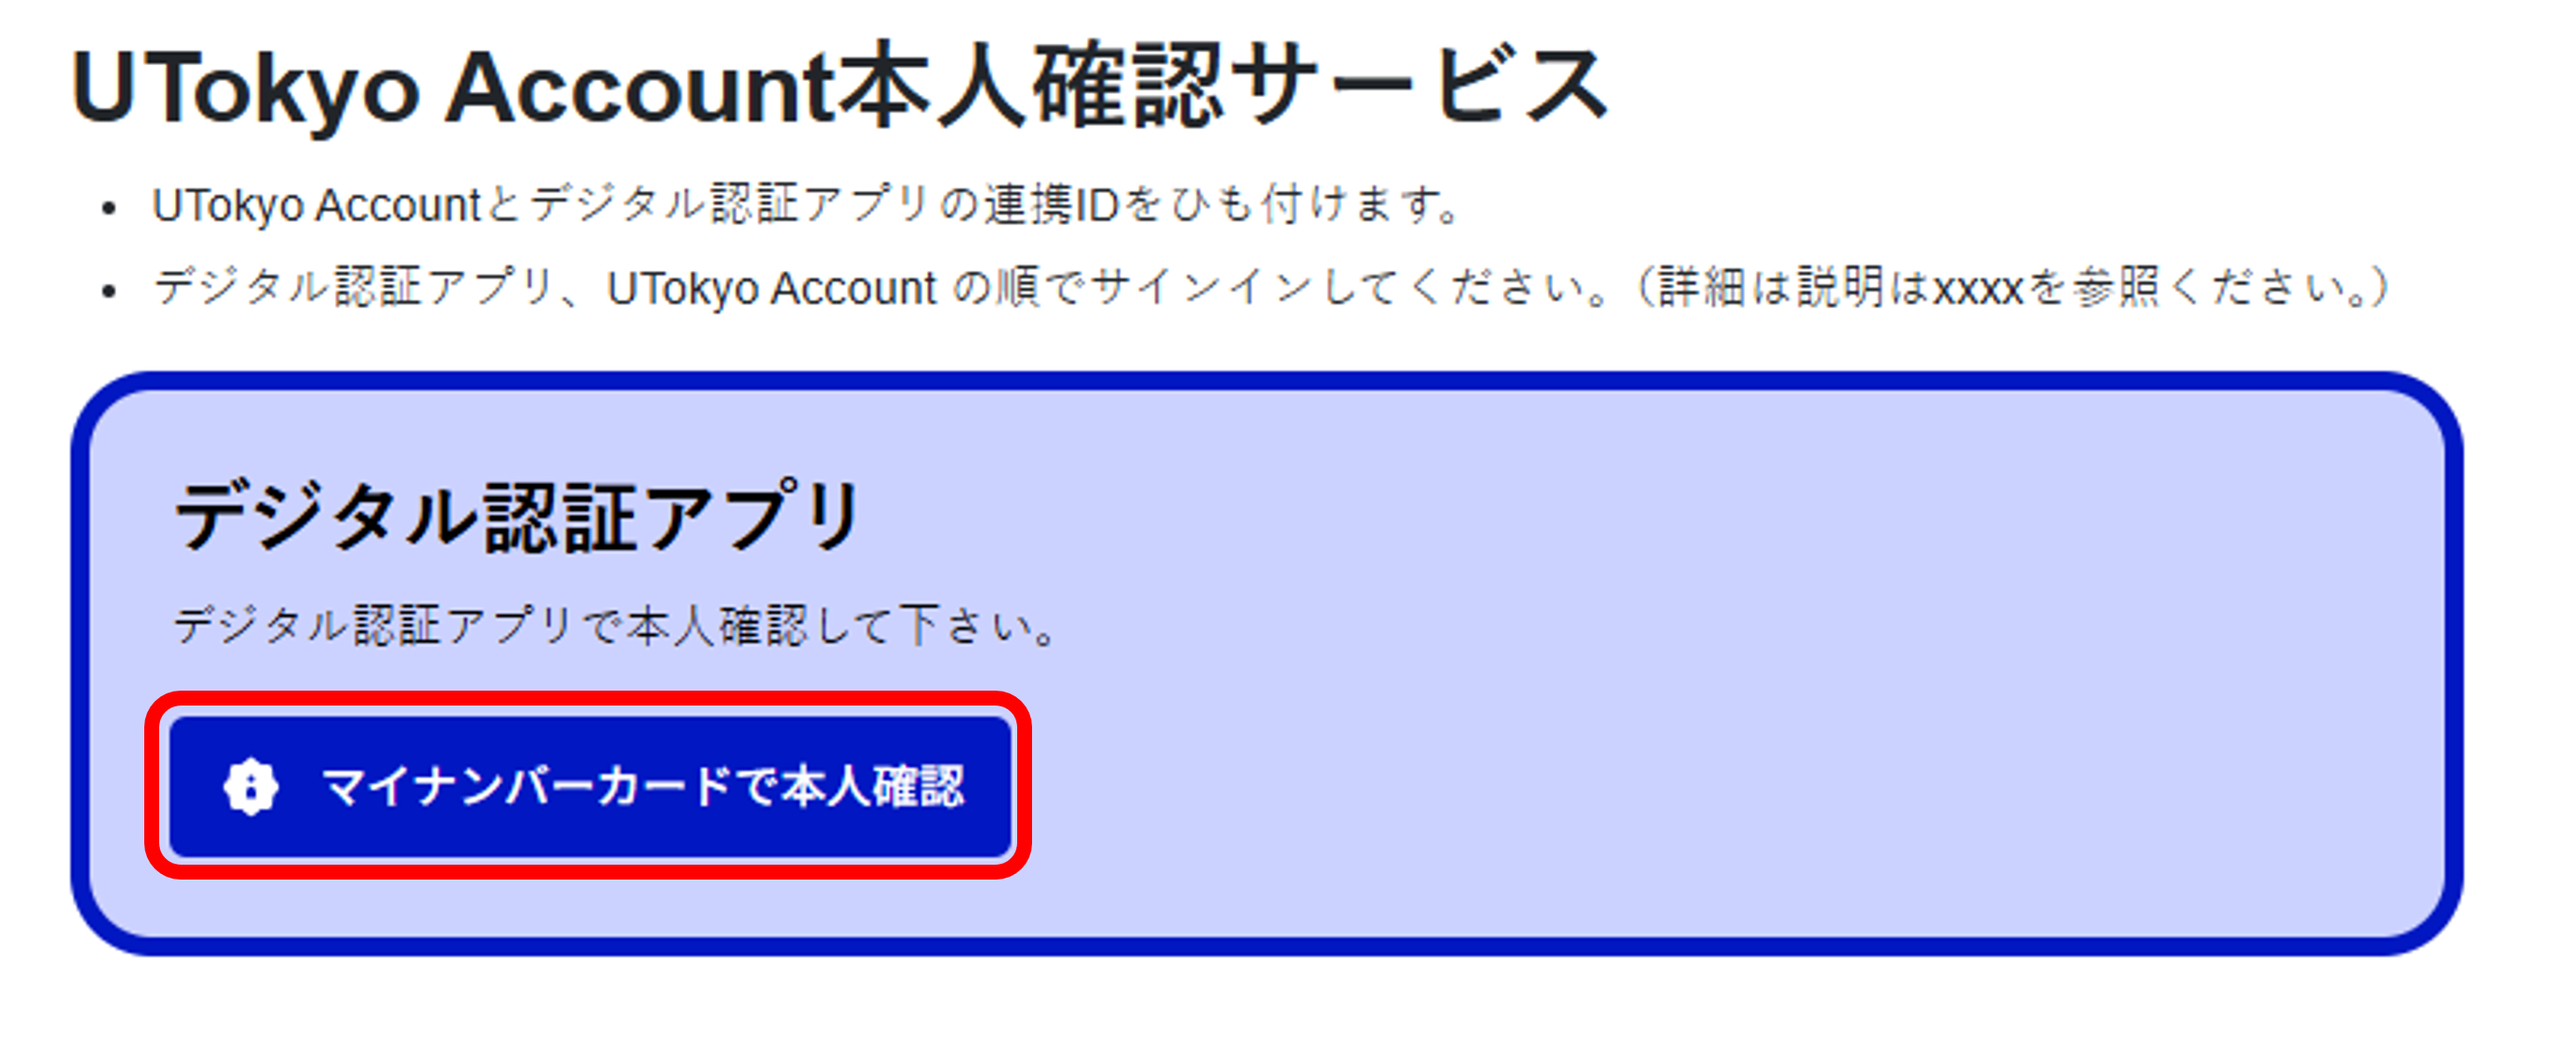 UTokyo Account本人確認サービス
UTokyo Accountとデジタル認証アプリの連携IDをひも付けます。
デジタル認証アプリ、UTokyo Account の順でサインインしてください。（詳細は説明はxxxxを参照ください。）
デジタル認証アプリ
デジタル認証アプリで本人確認して下さい。
マイナンバーカードで本人確認